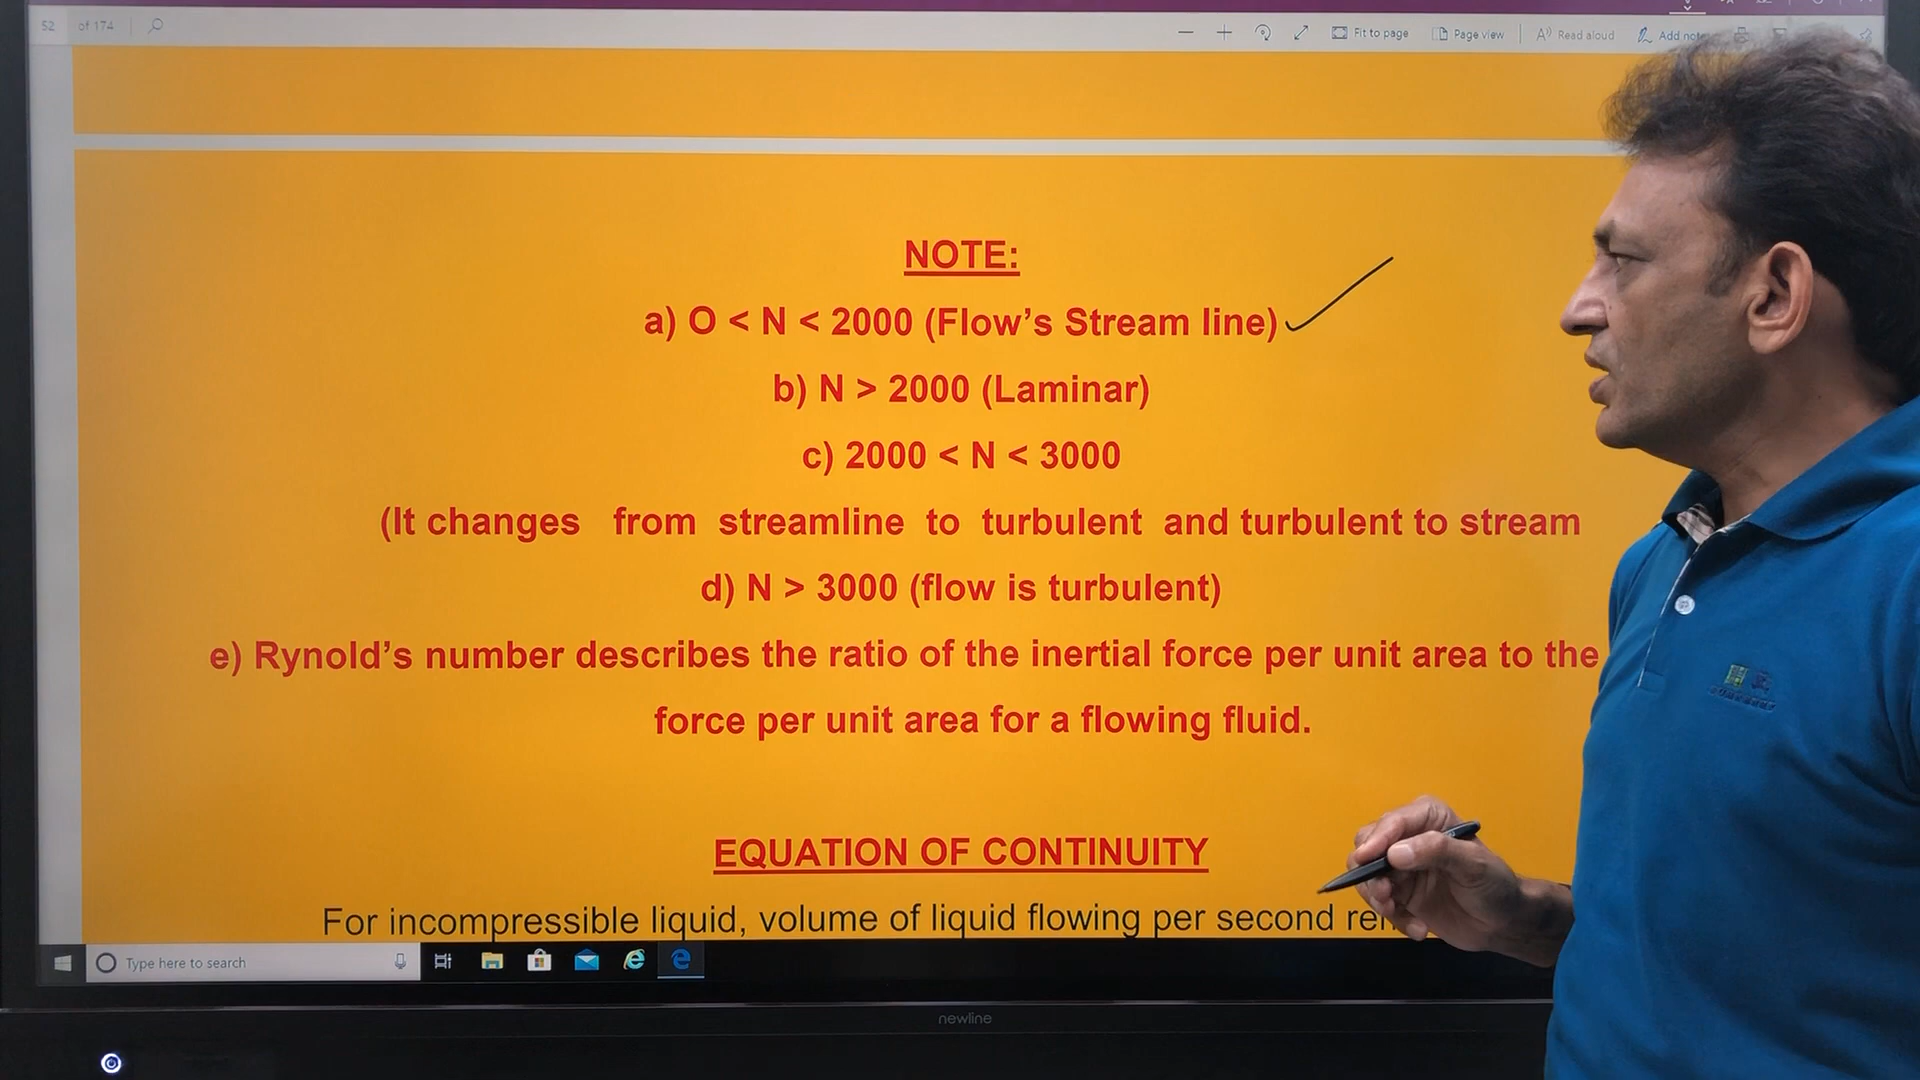 52 of 174
Fit to page Page view Read aloud Add note
NOTE:
a) O < N < 2000 (Flow's Stream line)
b) N > 2000 (Laminar)
c) 2000 < N < 3000
(It changes from streamline to turbulent and turbulent to stream
d) N > 3000 (flow is turbulent)
e) Rynold's number describes the ratio of the inertial force per unit area to the
force per unit area for a flowing fluid.
EQUATION OF CONTINUITY
For incompressible liquid, volume of liquid flowing per second
Type here to search
newline